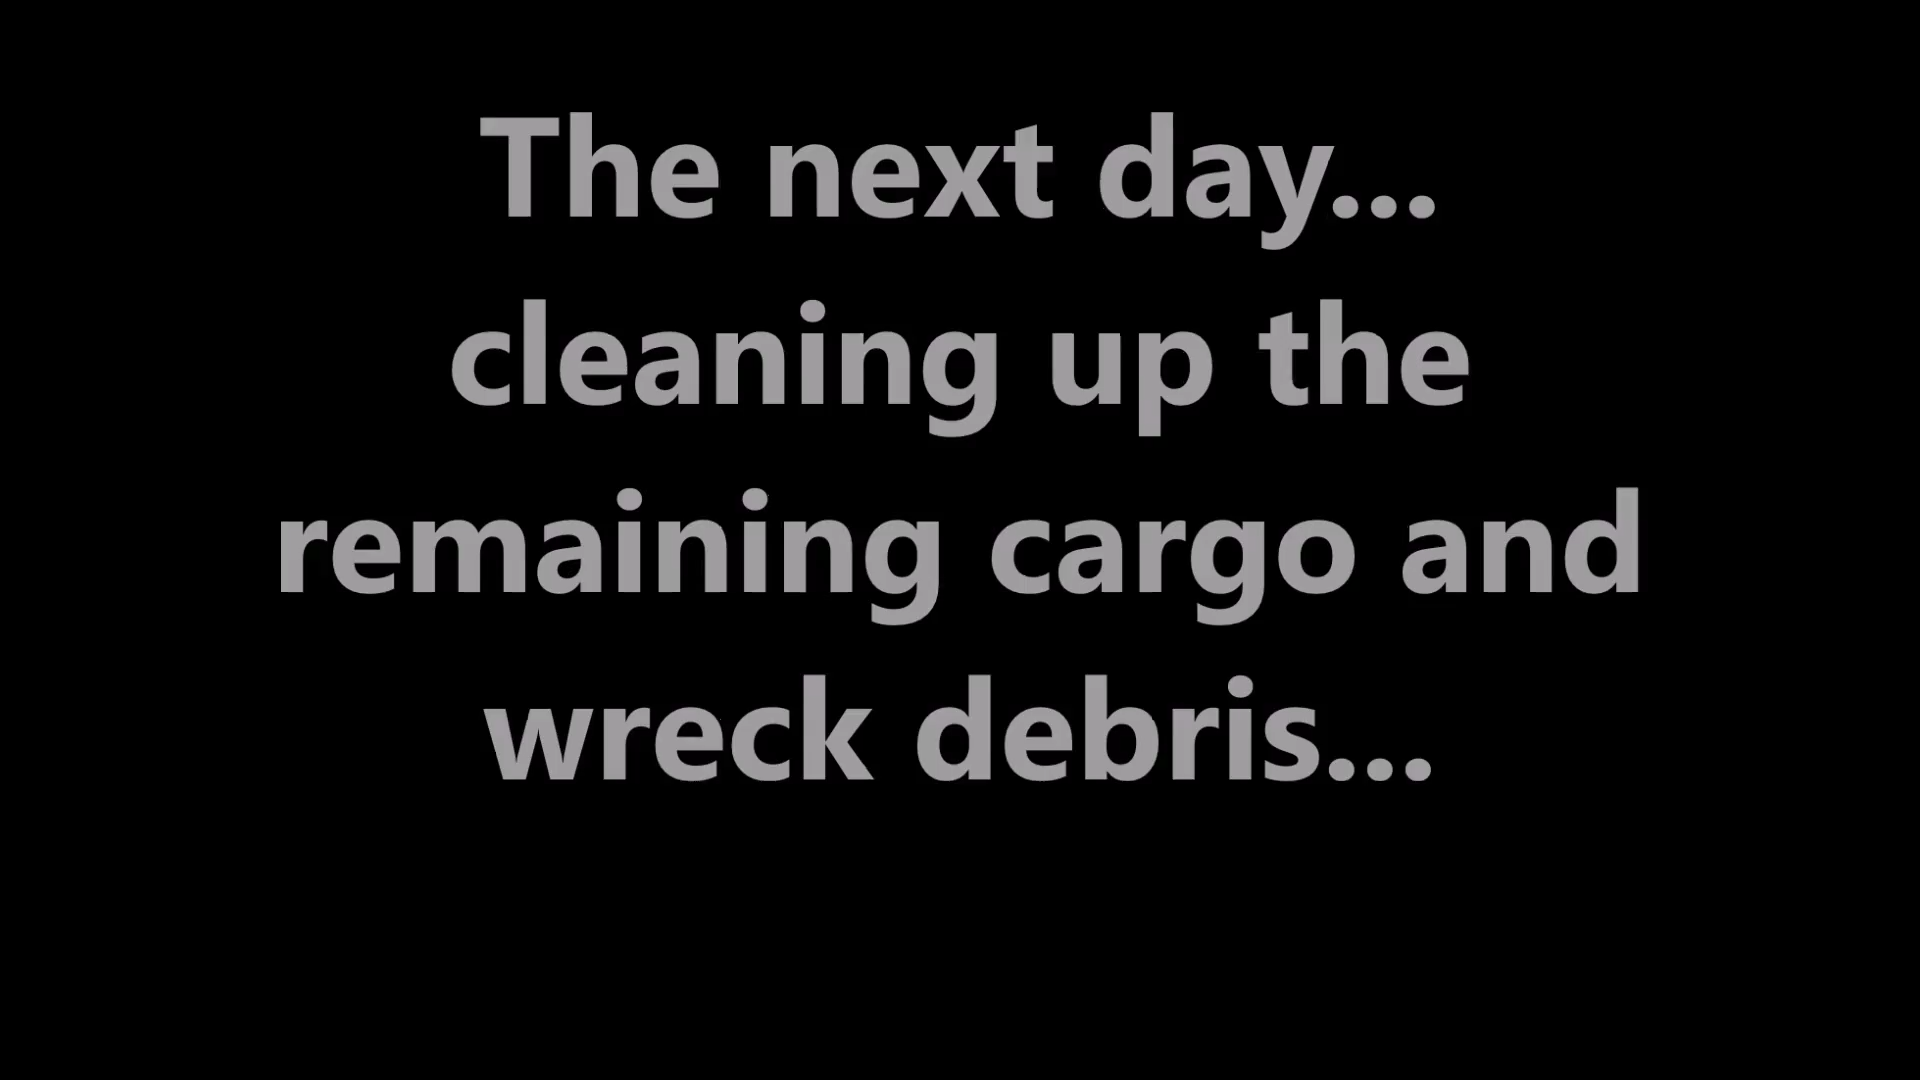 The next day...
cleaning up the
remaining cargo and
wreck debris...